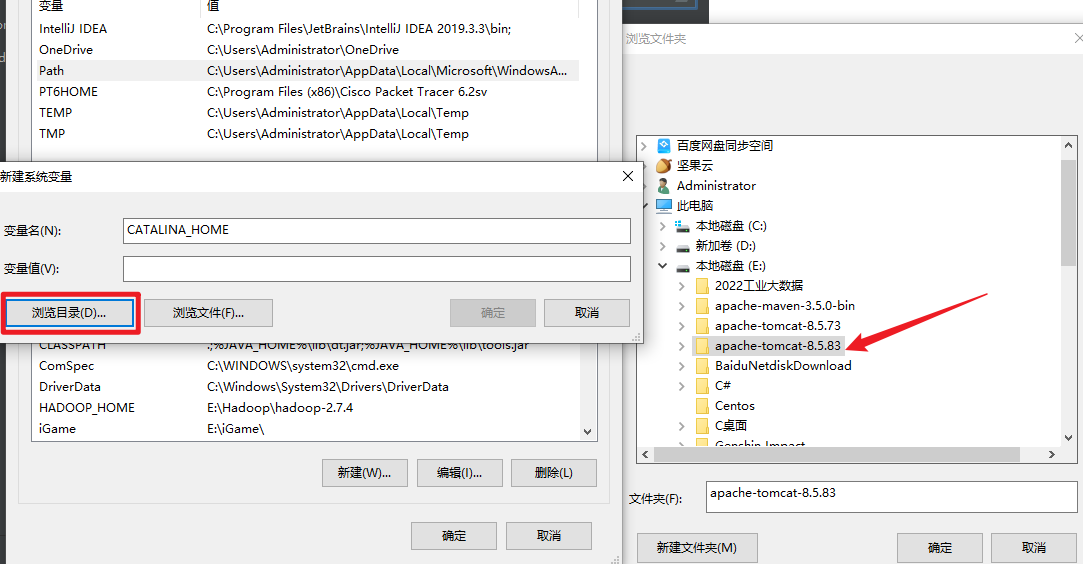 变量
值
IntelliJ IDEA
C:\Program Files\JetBrains\IntelliJ IDEA 2019.3.3\bin;
OneDrive
C:\Users\Administrator\OneDrive
Path
C:\Users\Administrator\AppData\Local\Microsoft\WindowsA...
PT6HOME
C:\Program Files (x86)\Cisco Packet Tracer 6.2sv
TEMP
C:\Users\Administrator\AppData\Local\Temp
TMP
C:\Users\Administrator\AppData\Local\Temp
新建系统变量
变量名(N):
CATALINA_HOME
变量值(V):
浏览目录(D)...
浏览文件(F)...
确定
取消
CLASSPATH
.;%JAVA_HOME%\lib\dt.jar;%JAVA_HOME%\lib\tools.jar
ComSpec
C:\WINDOWS\system32\cmd.exe
DriverData
C:\Windows\System32\Drivers\DriverData
HADOOP_HOME
E:\Hadoop\hadoop-2.7.4
iGame
E:\iGame\
新建(W)...
编辑(I)...
删除(L)
确定
取消
浏览文件夹
百度网盘同步空间
坚果云
Administrator
此电脑
本地磁盘 (C:)
新加卷 (D:)
本地磁盘 (E:)
2022工业大数据
apache-maven-3.5.0-bin
apache-tomcat-8.5.73
apache-tomcat-8.5.83
BaiduNetdiskDownload
C#
Centos
C桌面
Genshin Impact
文件夹(F):
apache-tomcat-8.5.83
新建文件夹(M)
确定
取消